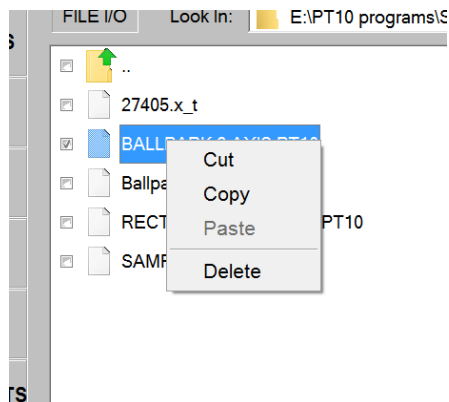 FILE I/O Look In: E:\PT10 programs\S
..
27405.x_t
BALLPARK 3 AXIS.PT10
Cut
Ballpa
Copy
RECT PT10
Paste
SAMP
Delete
TS